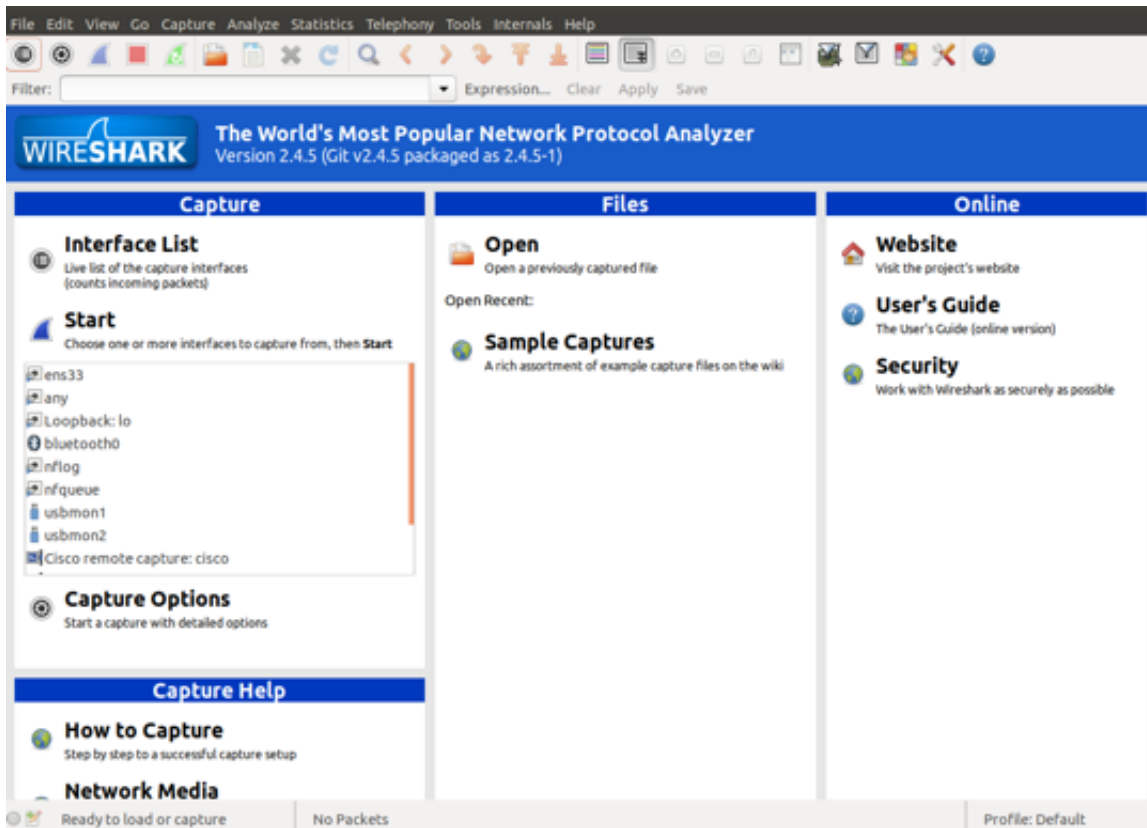 File Edit View Go Capture Analyze Statistics Telephony Tools Internals Help
Filter:
Expression... Clear Apply Save
WIRESHARK
The World's Most Popular Network Protocol Analyzer
Version 2.4.5 (Git v2.4.5 packaged as 2.4.5-1)
Capture
Interface List
Live list of the capture interfaces
(counts incoming packets)
Start
Choose one or more interfaces to capture from, then Start
ens33
any
Loopback: lo
bluetooth0
nflog
nfqueue
usbmon1
usbmon2
Cisco remote capture: cisco
Capture Options
Start a capture with detailed options
Capture Help
How to Capture
Step by step to a successful capture setup
Network Media
Files
Open
Open a previously captured file
Open Recent:
Sample Captures
A rich assortment of example capture files on the wiki
Online
Website
Visit the project's website
User's Guide
The User's Guide (online version)
Security
Work with Wireshark as securely as possible
Ready to load or capture
No Packets
Profile: Default